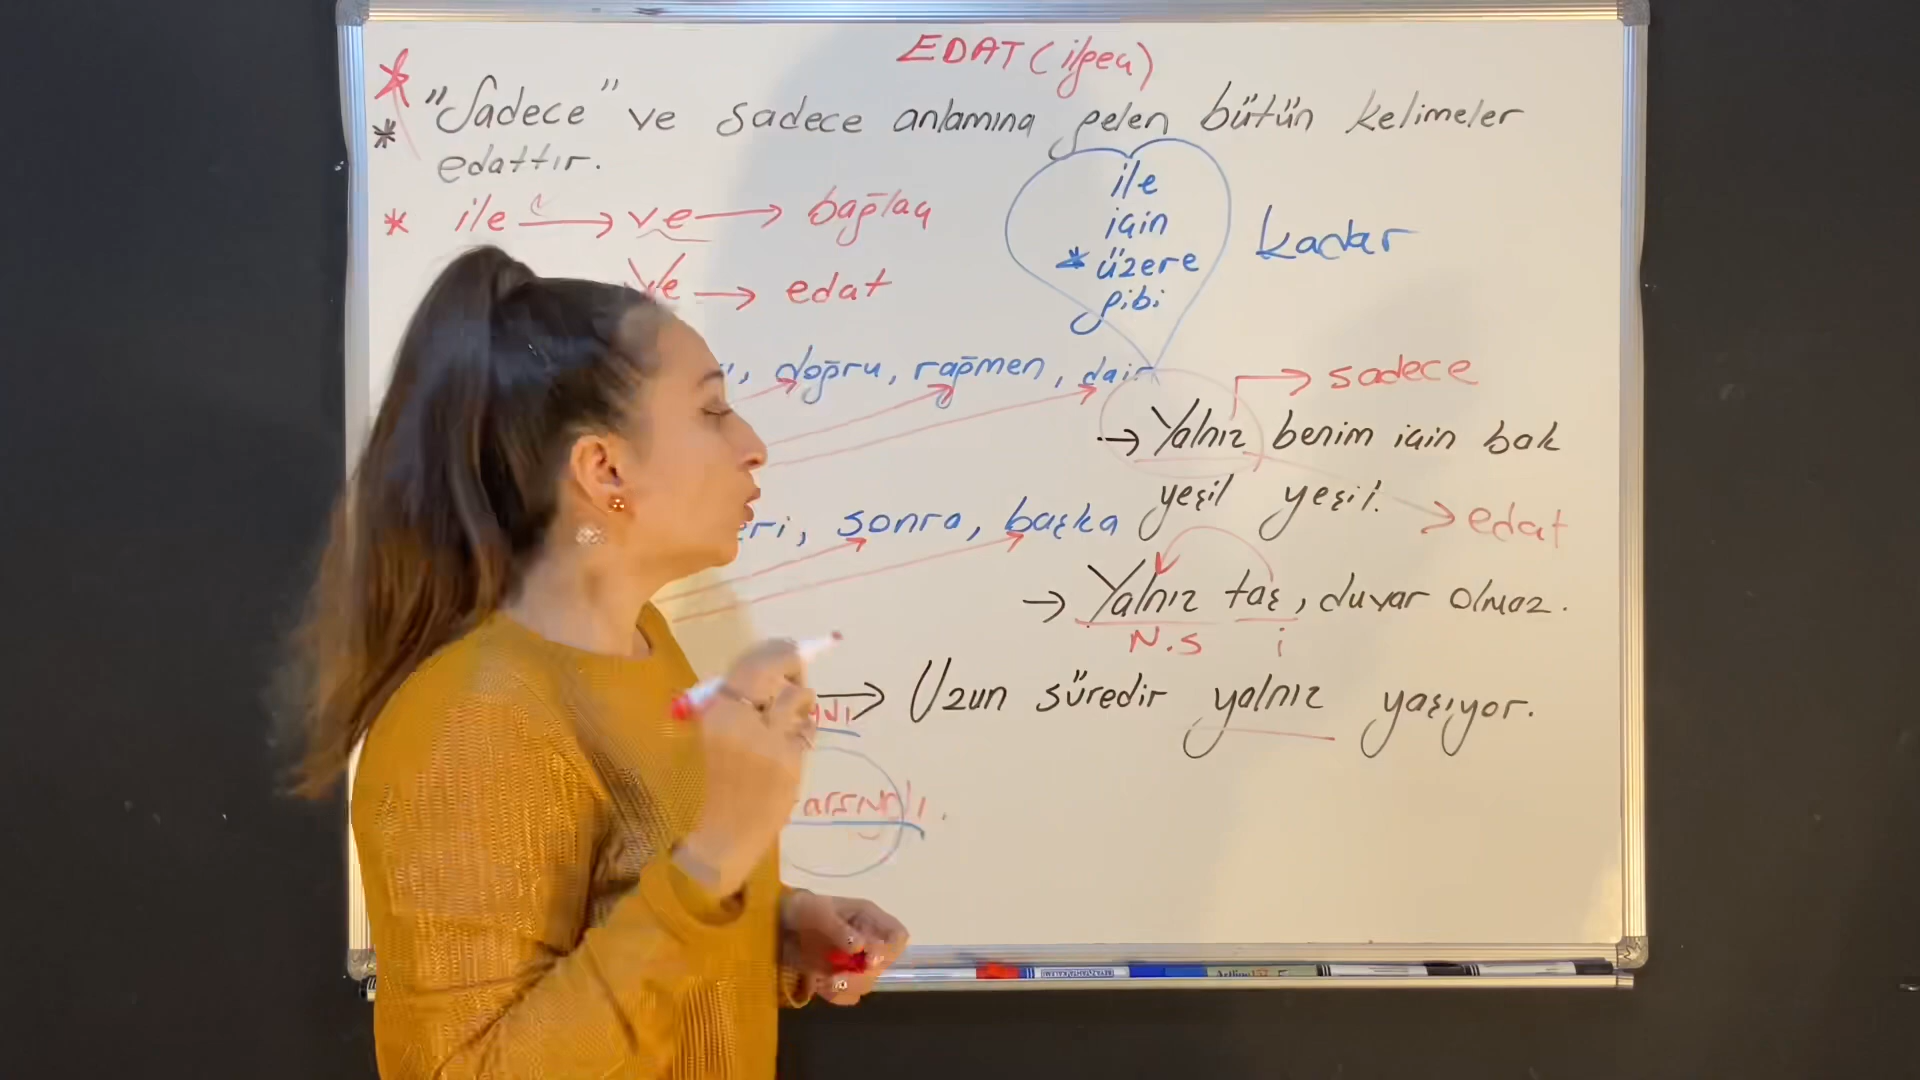 EDAT (ilgeç)
* "Sadece" ve sadece anlamına gelen bütün kelimeler
* edattır.
* ile → ve → bağlaç
ve → edat
ile
için
* üzere
gibi
kadar
doğru, rağmen, dair
→ sadece
→ Yalnız benim için bak
yeşil yeşil.
→ edat
sonra, başka
→ Yalnız taş, duvar olmaz.
N.S i
→ Uzun süredir yalnız yaşıyor.